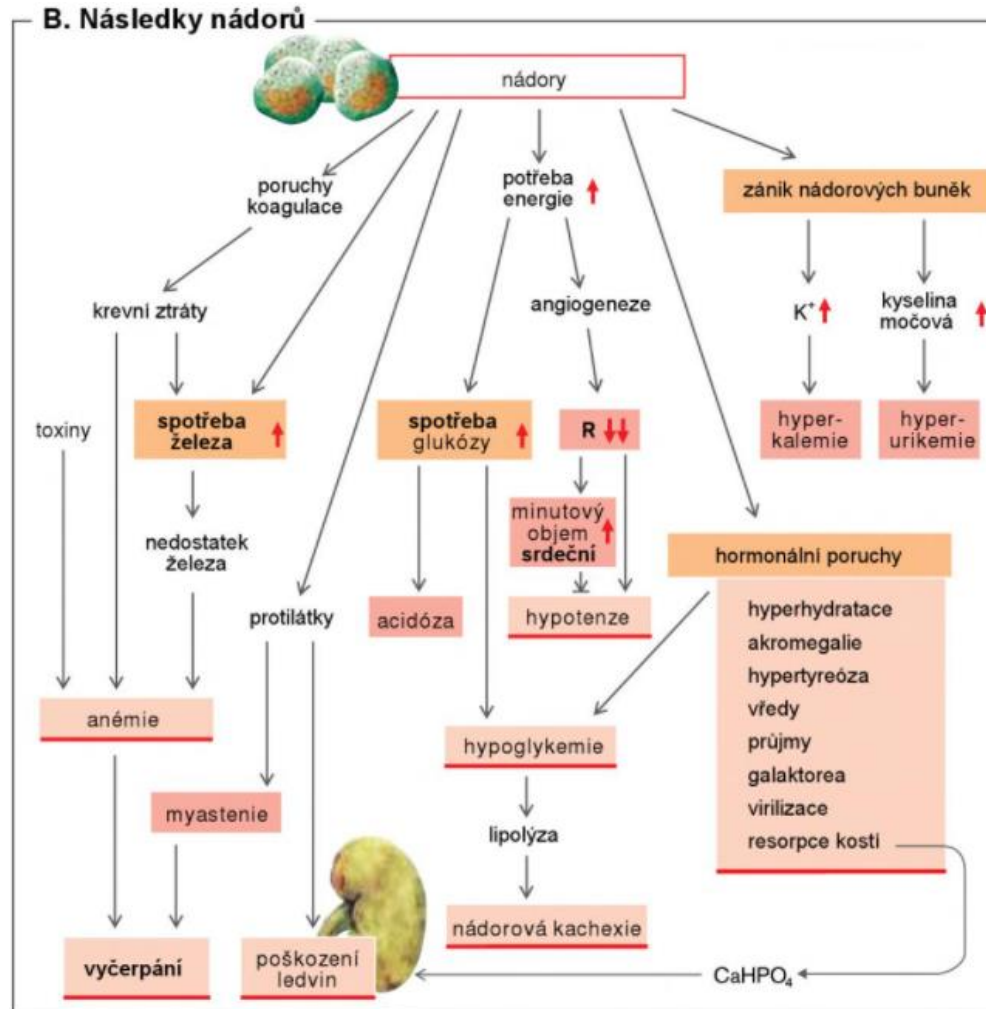 B. Následky nádorů
nádory
poruchy
koagulace
potřeba
energie
zánik nádorových buněk
krevní ztráty
angiogeneze
K⁺
kyselina
močová
toxiny
spotřeba
železa
spotřeba
glukózy
R
hyper-
kalemie
hyper-
urikemie
minutový
objem
srdeční
nedostatek
železa
hormonální poruchy
protilátky
acidóza
hypotenze
hyperhydratace
akromegalie
hypertyreóza
vředy
průjmy
galaktorea
virilizace
resorpce kosti
anémie
hypoglykemie
myastenie
lipolýza
nádorová kachexie
vyčerpání
poškození
ledvin
CaHPO₄